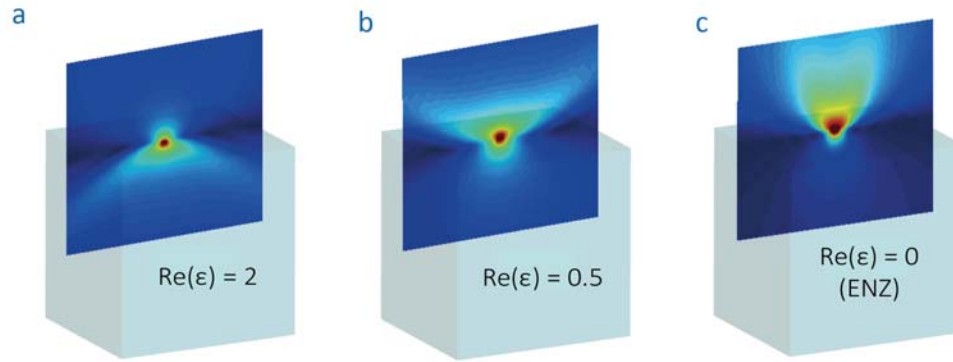 a
b
c
Re(ε) = 2
Re(ε) = 0.5
Re(ε) = 0
(ENZ)